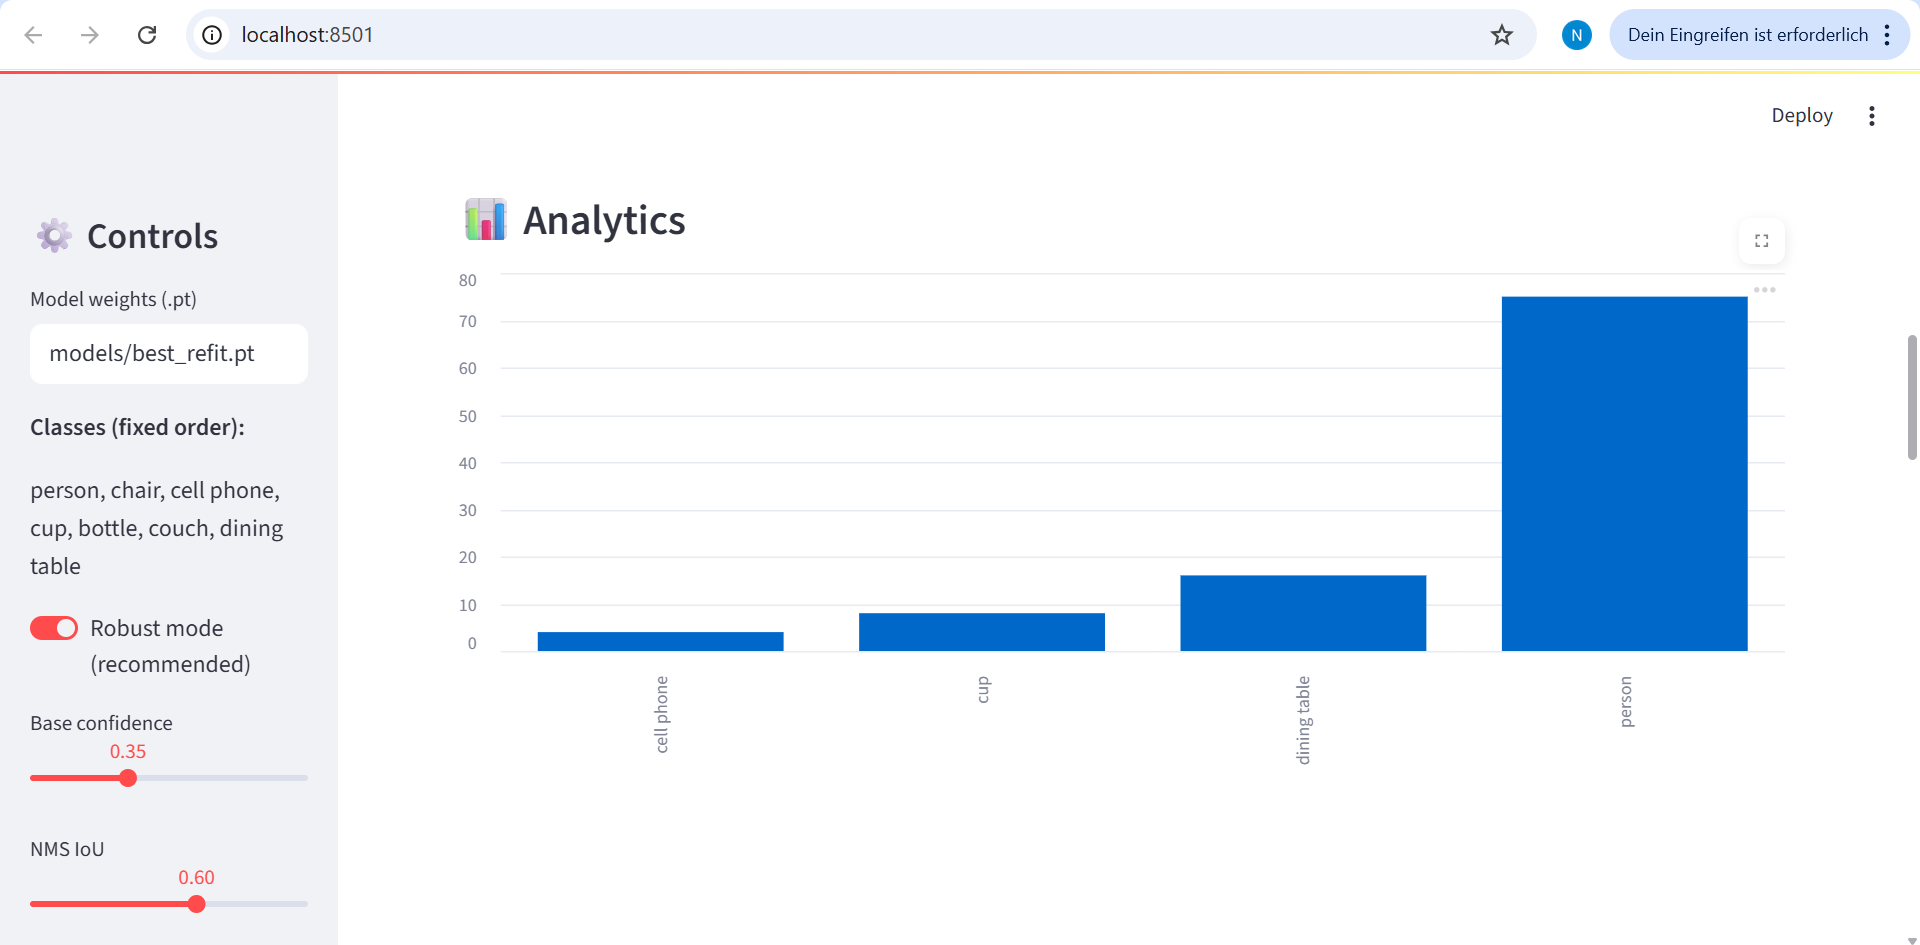 localhost:8501
N
Dein Eingreifen ist erforderlich
Deploy
Controls
Model weights (.pt)
models/best_refit.pt
Classes (fixed order):
person, chair, cell phone,
cup, bottle, couch, dining
table
Robust mode
(recommended)
Base confidence
0.35
NMS IoU
0.60
Analytics
80
70
60
50
40
30
20
10
0
cell phone
cup
dining table
person